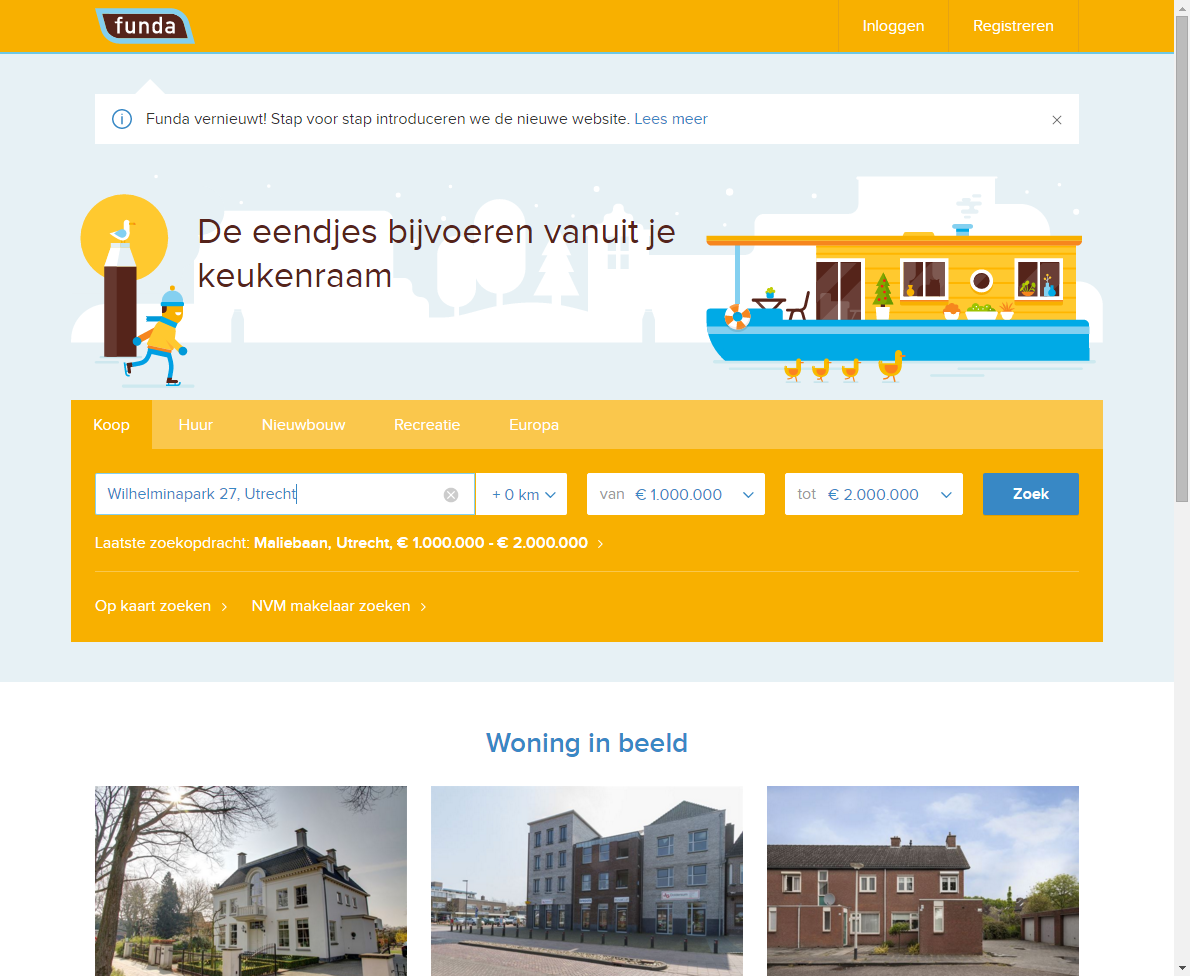 funda
Inloggen
Registreren
Funda vernieuwt! Stap voor stap introduceren we de nieuwe website. Lees meer
De eendjes bijvoeren vanuit je
keukenraam
Koop
Huur
Nieuwbouw
Recreatie
Europa
Wilhelminapark 27, Utrecht
+ 0 km
van € 1.000.000
tot € 2.000.000
Zoek
Laatste zoekopdracht: Maliebaan, Utrecht, € 1.000.000 - € 2.000.000
Op kaart zoeken
NVM makelaar zoeken
Woning in beeld